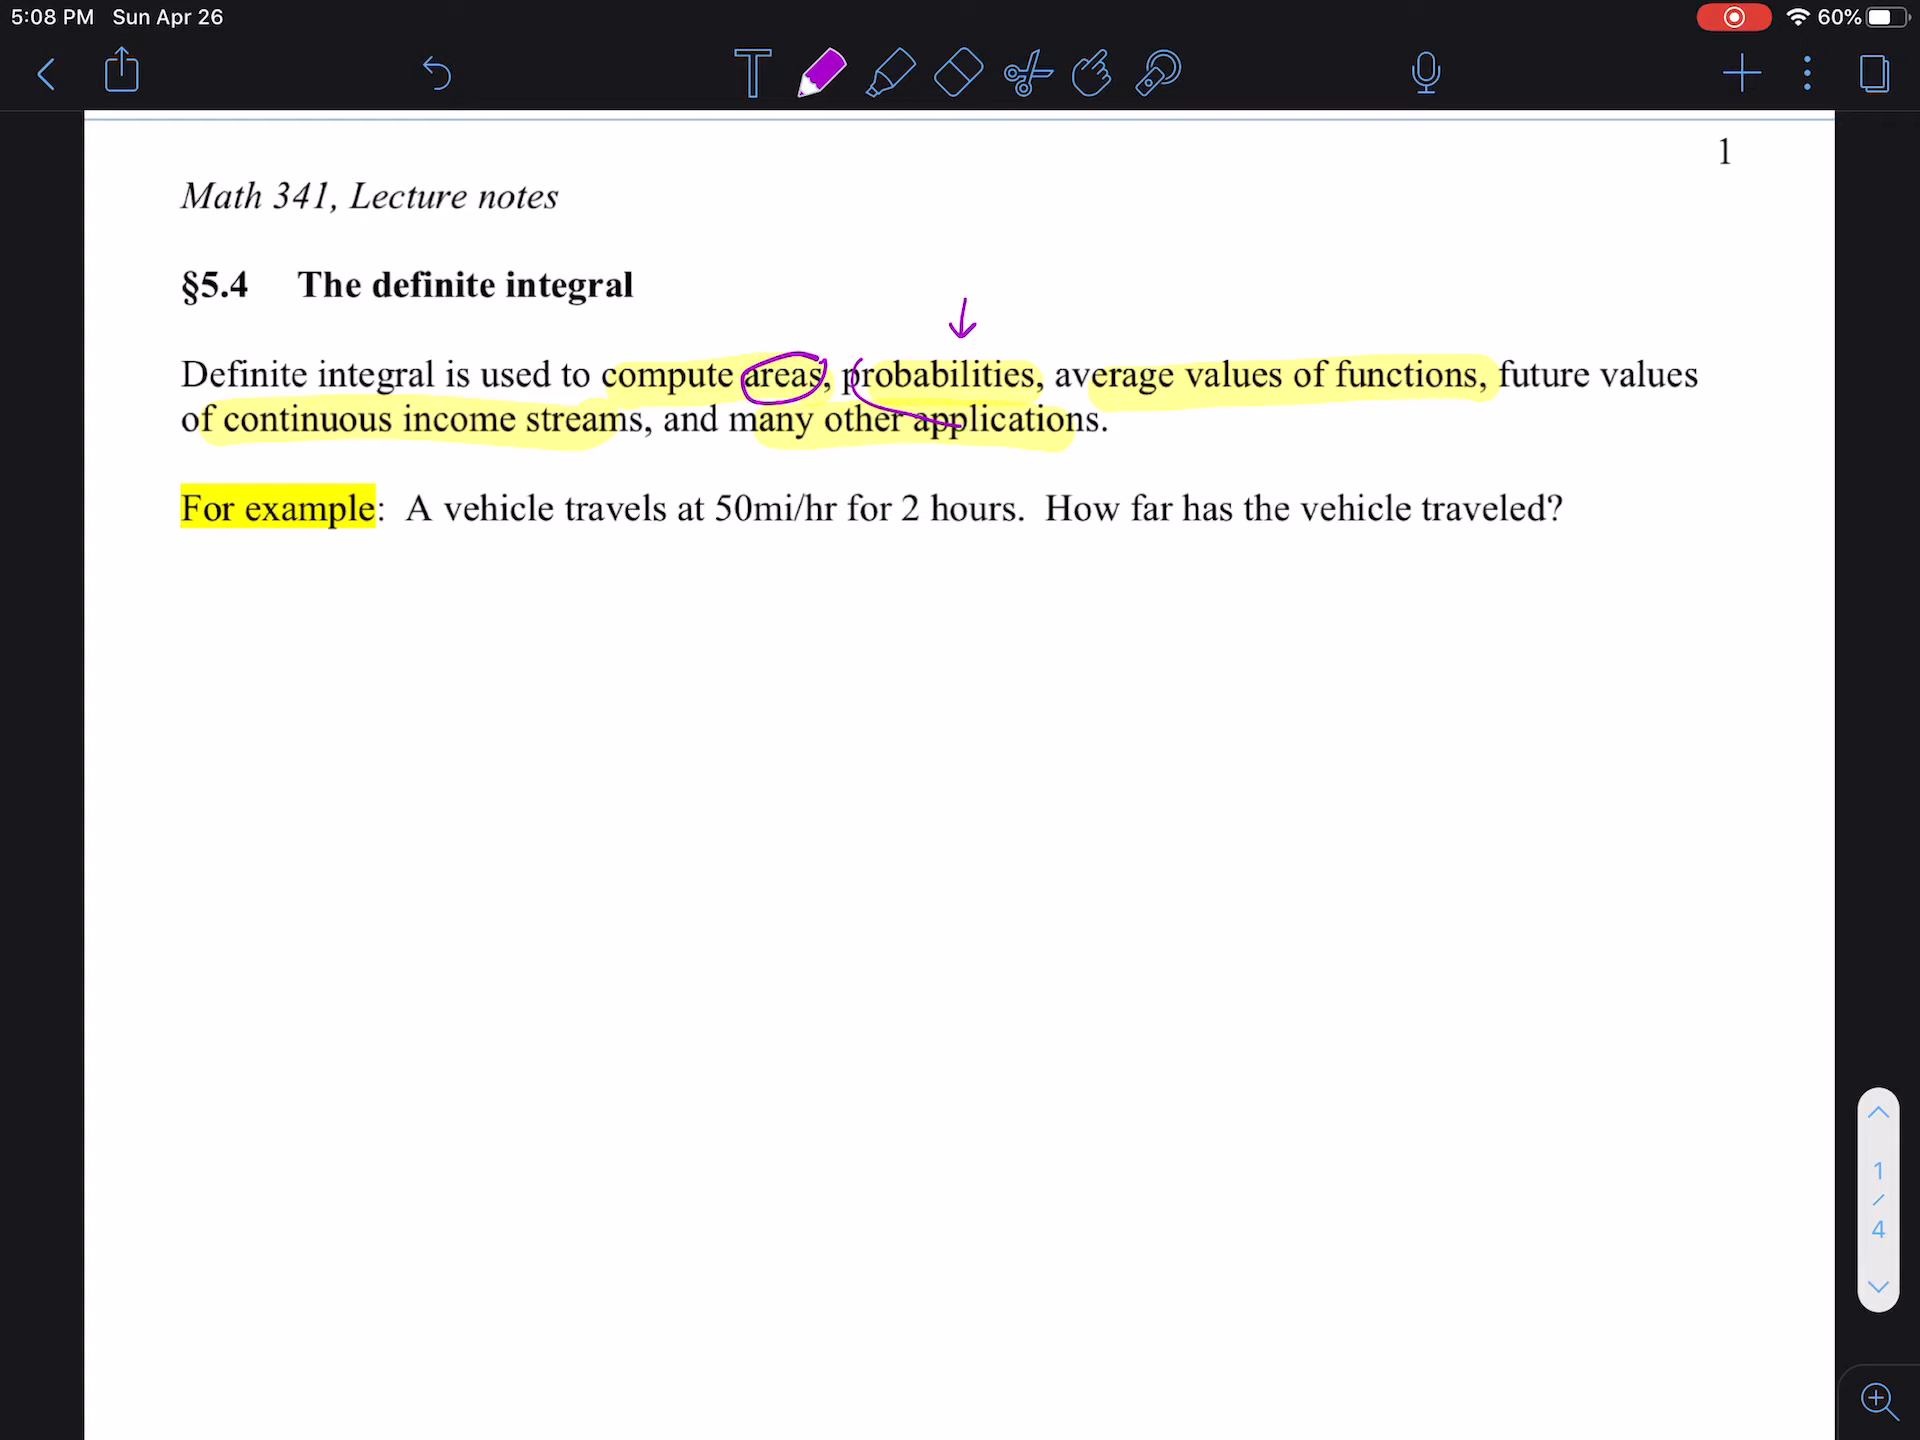 5:08 PM Sun Apr 26
60%
1
Math 341, Lecture notes
§5.4 The definite integral
Definite integral is used to compute areas, probabilities, average values of functions, future values
of continuous income streams, and many other applications.
For example: A vehicle travels at 50mi/hr for 2 hours. How far has the vehicle traveled?
1
/
4